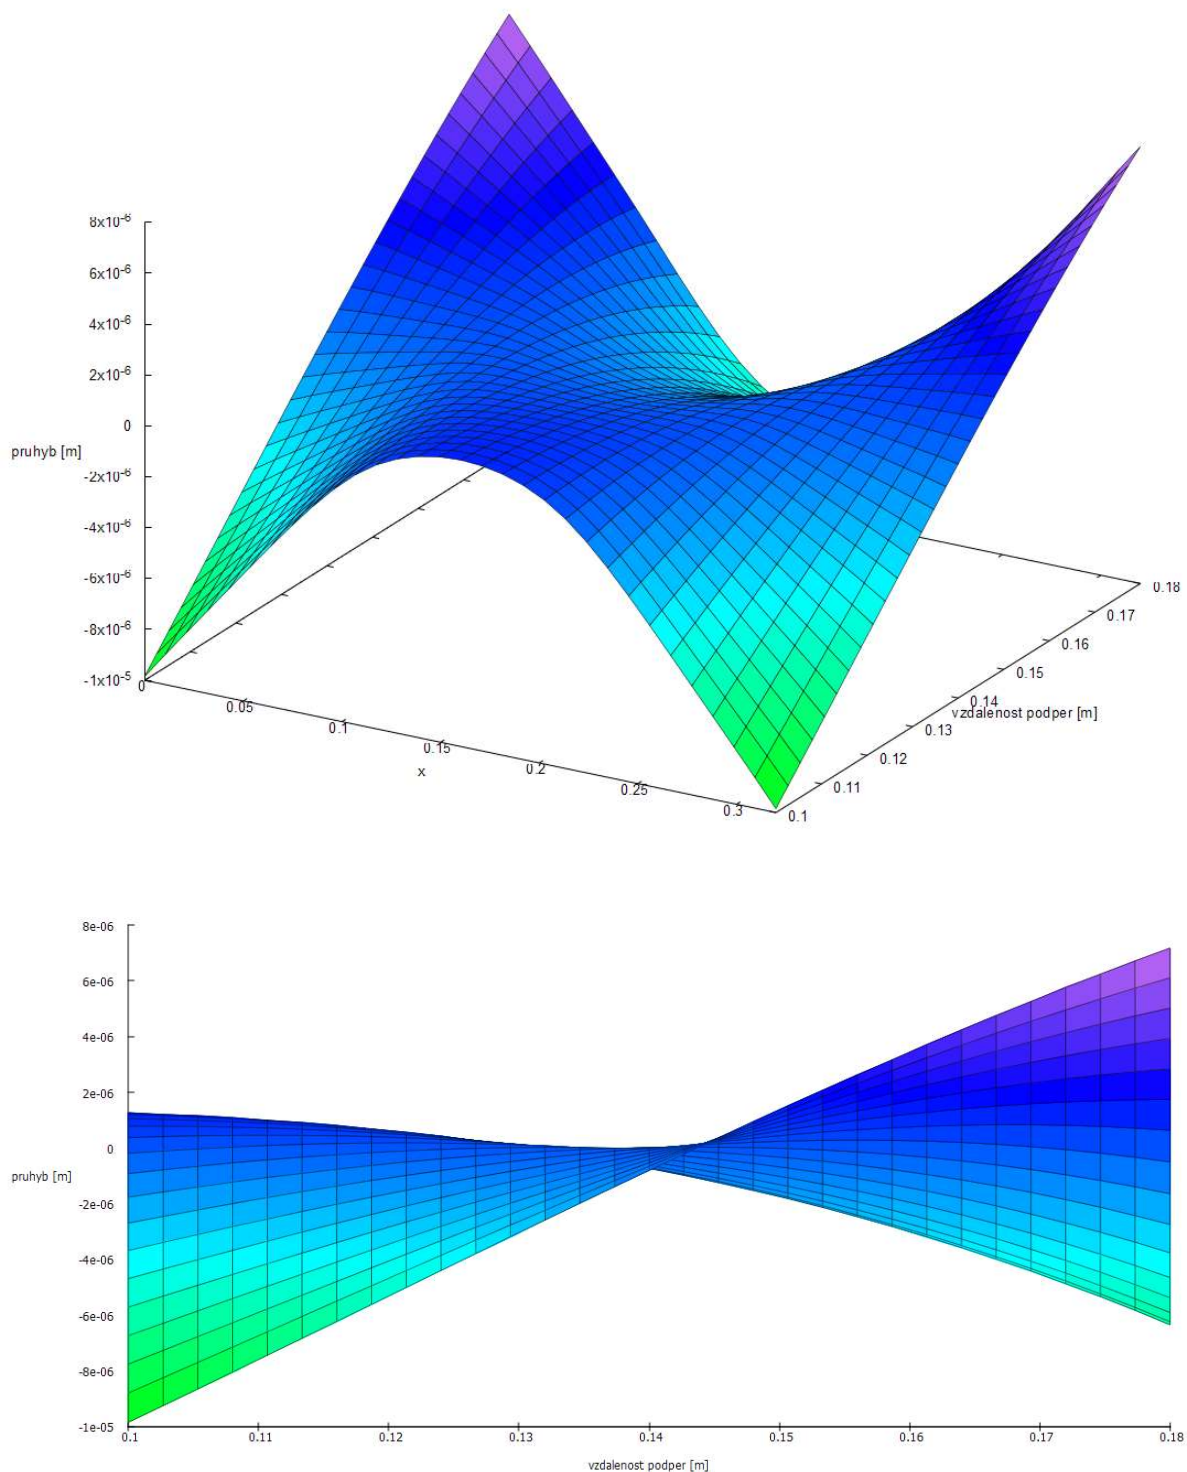 8x10-6
6x10-6
4x10-6
2x10-6
0
pruhyb [m]
-2x10-6
-4x10-6
-6x10-6
-8x10-6
-1x10-5
0
0.05
0.1
0.15
0.2
0.25
0.3
x
0.1
0.11
0.12
0.13
0.14
0.15
0.16
0.17
0.18
vzdalenost podper [m]
8e-06
6e-06
4e-06
2e-06
0
pruhyb [m]
-2e-06
-4e-06
-6e-06
-8e-06
-1e-05
0.1 0.11 0.12 0.13 0.14 0.15 0.16 0.17 0.18
vzdalenost podper [m]